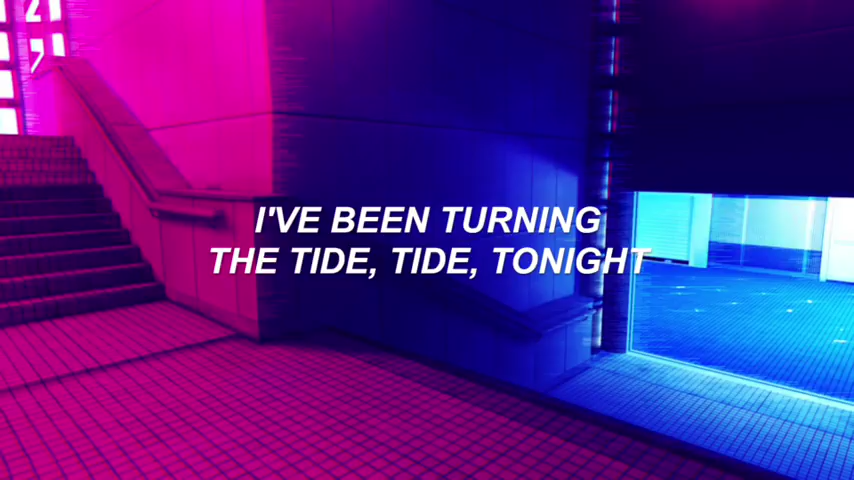 I'VE BEEN TURNING
THE TIDE, TIDE, TONIGHT